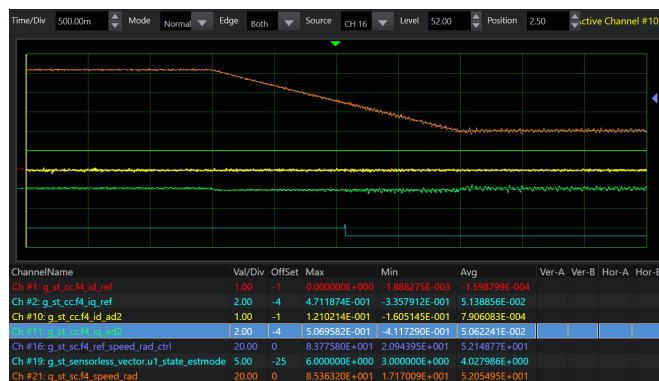 Time/Div 500.00m Mode Normal Edge Both Source CH 16 Level 52.00 Position 2.50 Active Channel #10
ChannelName Val/Div OffSet Max Min Avg Ver-A Ver-B Hor-A Hor-B
Ch #1: g_st_cc.f4_id_ref 1.00 -1 0.000000E+000 -1.888275E-003 -1.598799E-004
Ch #2: g_st_cc.f4_iq_ref 2.00 -4 4.711874E-001 -3.357912E-001 5.138856E-002
Ch #10: g_st_cc.f4_id_ad2 1.00 -1 1.210214E-001 -1.605145E-001 7.906083E-004
Ch #11: g_st_cc.f4_iq_ad2 2.00 -4 5.069582E-001 -4.117290E-001 5.062241E-002
Ch #16: g_st_sc.f4_ref_speed_rad_ctrl 20.00 0 8.377580E+001 2.094395E+001 5.214877E+001
Ch #19: g_st_sensorless_vector.u1_state_estmode 5.00 -25 6.000000E+000 3.000000E+000 4.027986E+000
Ch #21: g_st_sc.f4_speed_rad 20.00 0 8.536320E+001 1.717009E+001 5.205495E+001